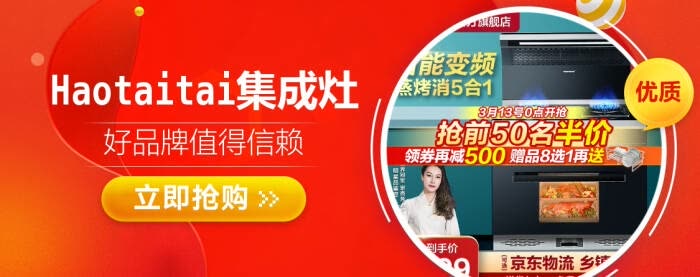 Haotaitai集成灶
好品牌值得信赖
立即抢购
旗舰店
能变频
蒸烤消5合1
优质
3月13号0点开抢
抢前50名半价
领券再减500 赠品8选1再送
到手价
京东物流 乡镇